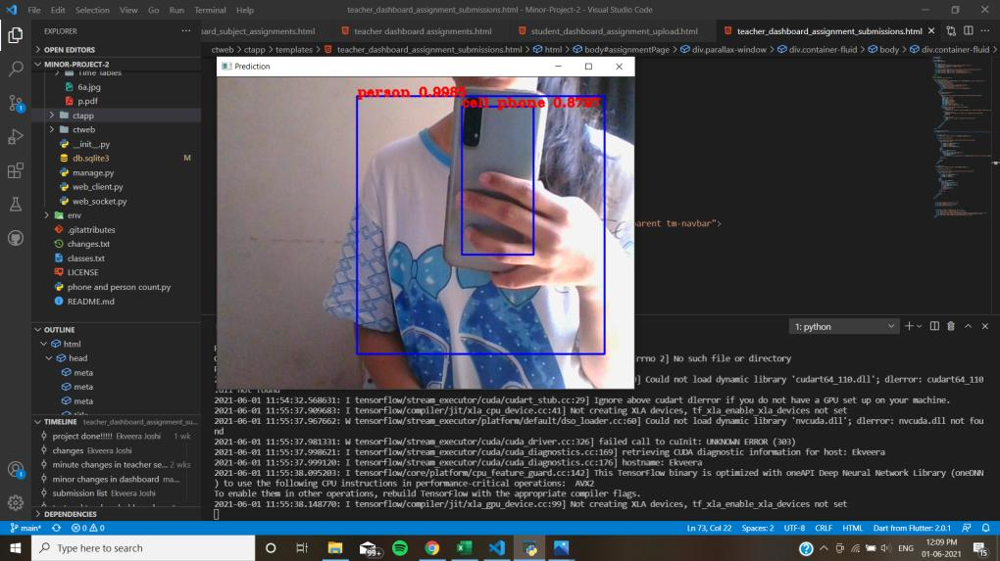 File Edit Selection View Go Run Terminal Help
teacher_dashboard_assignment_submissions.html - Minor-Project-2 - Visual Studio Code
EXPLORER
OPEN EDITORS
MINOR-PROJECT-2
Time Tables
6a.jpg
p.pdf
ctapp
ctweb
__init__.py
db.sqlite3 M
manage.py
web_client.py
web_socket.py
env
.gitattributes
changes.txt
classes.txt
LICENSE
phone and person count.py
README.md
OUTLINE
html
head
meta
meta
meta
TIMELINE teacher_dashboard_assignment_su...
project done!!!!! Ekveera Joshi 1 wk
changes Ekveera Joshi
minute changes in teacher se... 2 wks
minor changes in dashboard ma...
submission list Ekveera Joshi
DEPENDENCIES
ard_subject_assignments.html
teacher dashboard assignments.html
student_dashboard_assignment_upload.html
teacher_dashboard_assignment_submissions.html
ctweb > ctapp > templates > teacher_dashboard_assignment_submissions.html > html > body#assignmentPage > div.parallax-window > div.container-fluid > body > div.container-fluid >
Prediction
person 0.9985
cell phone 0.8797
arent tm-navbar">
1: python
rrno 2] No such file or directory
] Could not load dynamic library 'cudart64_110.dll'; dlerror: cudart64_110
.dll not found
2021-06-01 11:54:32.568631: I tensorflow/stream_executor/cuda/cudart_stub.cc:29] Ignore above cudart dlerror if you do not have a GPU set up on your machine.
2021-06-01 11:55:37.909683: I tensorflow/compiler/jit/xla_cpu_device.cc:41] Not creating XLA devices, tf_xla_enable_xla_devices not set
2021-06-01 11:55:37.967662: W tensorflow/stream_executor/platform/default/dso_loader.cc:60] Could not load dynamic library 'nvcuda.dll'; dlerror: nvcuda.dll not fou
nd
2021-06-01 11:55:37.981331: W tensorflow/stream_executor/cuda/cuda_driver.cc:326] failed call to cuInit: UNKNOWN ERROR (303)
2021-06-01 11:55:37.998621: I tensorflow/stream_executor/cuda/cuda_diagnostics.cc:169] retrieving CUDA diagnostic information for host: Ekveera
2021-06-01 11:55:37.999120: I tensorflow/stream_executor/cuda/cuda_diagnostics.cc:176] hostname: Ekveera
2021-06-01 11:55:38.095203: I tensorflow/core/platform/cpu_feature_guard.cc:142] This TensorFlow binary is optimized with oneAPI Deep Neural Network Library (oneDNN
) to use the following CPU instructions in performance-critical operations: AVX2
To enable them in other operations, rebuild TensorFlow with the appropriate compiler flags.
2021-06-01 11:55:38.148770: I tensorflow/compiler/jit/xla_gpu_device.cc:99] Not creating XLA devices, tf_xla_enable_xla_devices not set
main* 0 0
Ln 73, Col 22 Spaces: 2 UTF-8 CRLF HTML Dart from Flutter: 2.0.1
Type here to search
99+
ENG
12:09 PM
01-06-2021
15